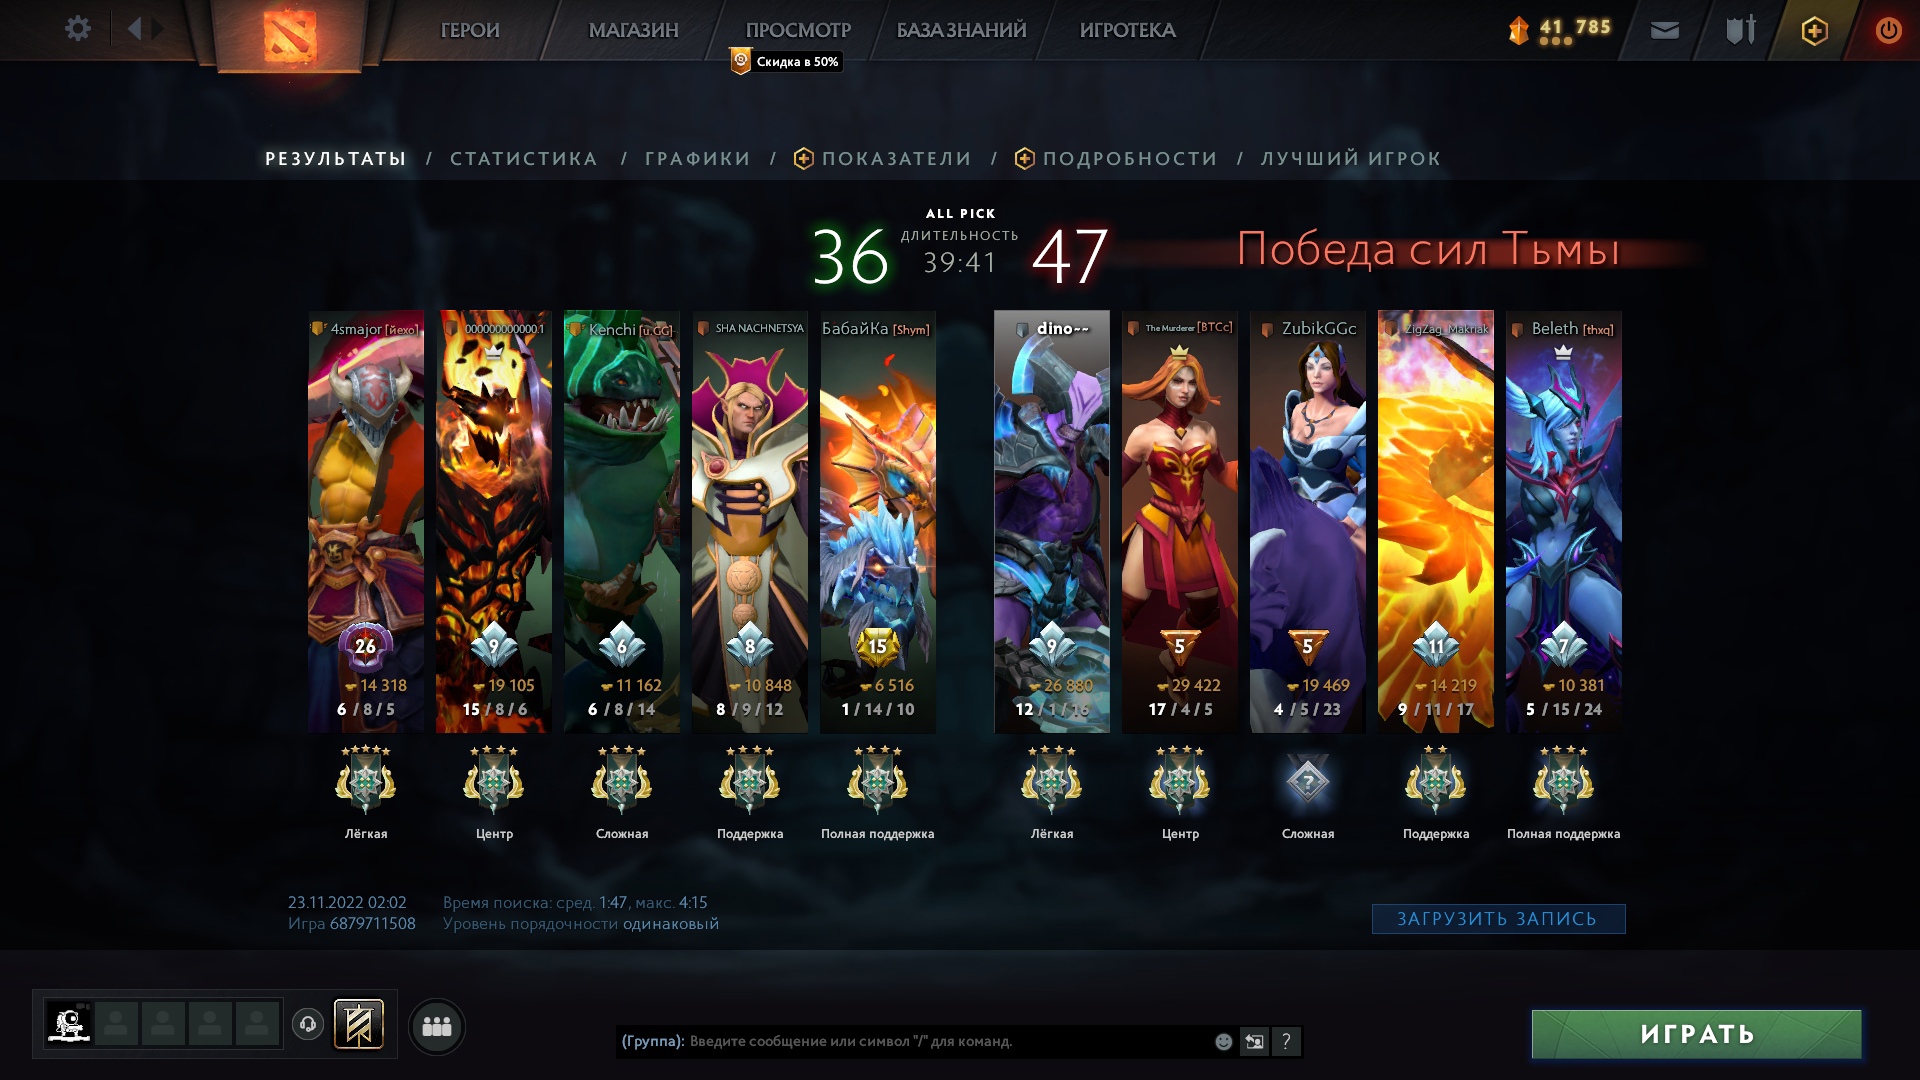 ГЕРОИ МАГАЗИН ПРОСМОТР БАЗА ЗНАНИЙ ИГРОТЕКА 41 785
Скидка в 50%
РЕЗУЛЬТАТЫ / СТАТИСТИКА / ГРАФИКИ / ПОКАЗАТЕЛИ / ПОДРОБНОСТИ / ЛУЧШИЙ ИГРОК
ALL PICK
36 ДЛИТЕЛЬНОСТЬ 47 Победа сил Тьмы
39:41
4smajor [йехо] 000000000000.1 Kenchi [u.GG] SHA NACHNETSYA БабайКа [Shym] dino~~ The Murderer [BTCc] ZubikGGc ZigZag_Makriak Beleth [thxq]
26 9 6 8 15 9 5 5 11 7
14 318 19 105 11 162 10 848 6 516 26 880 29 422 19 469 14 219 10 381
6 / 8 / 5 15 / 8 / 6 6 / 8 / 14 8 / 9 / 12 1 / 14 / 10 12 / 1 / 16 17 / 4 / 5 4 / 5 / 23 9 / 11 / 17 5 / 15 / 24
?
Лёгкая Центр Сложная Поддержка Полная поддержка Лёгкая Центр Сложная Поддержка Полная поддержка
23.11.2022 02:02 Время поиска: сред. 1:47, макс. 4:15
Игра 6879711508 Уровень порядочности одинаковый
ЗАГРУЗИТЬ ЗАПИСЬ
(Группа): Введите сообщение или символ "/" для команд. ?
ИГРАТЬ